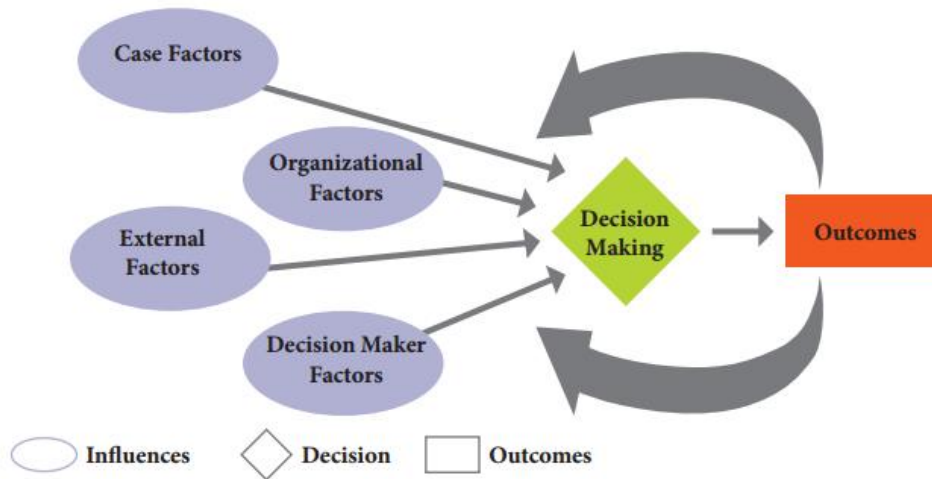 Case Factors
Organizational
Factors
External
Factors
Decision
Making
Outcomes
Decision Maker
Factors
Influences
Decision
Outcomes